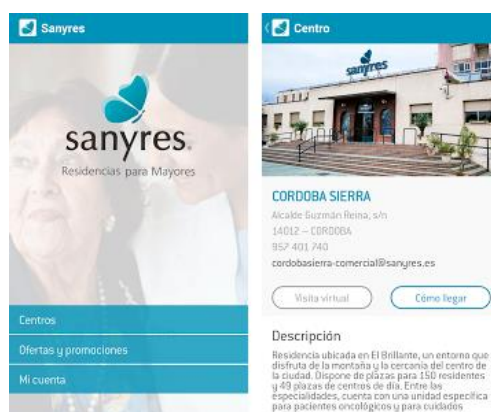 Sanyres
sanyres
Residencias para Mayores
Centros
Ofertas y promociones
Mi cuenta
Centro
sanyres
CORDOBA SIERRA
Alcalde Guzmán Reina, s/n
14012 – CORDOBA
957 401 740
cordobasierra-comercial@sanyres.es
Visita virtual
Cómo llegar
Descripción
Residencia ubicada en El Brillante, un entorno que
disfruta de la montaña y la cercanía del centro de
la ciudad. Dispone de plazas para 150 residentes
y 49 plazas de centros de día. Entre las
especialidades, cuenta con una unidad específica
para pacientes oncológicos y para cuidados